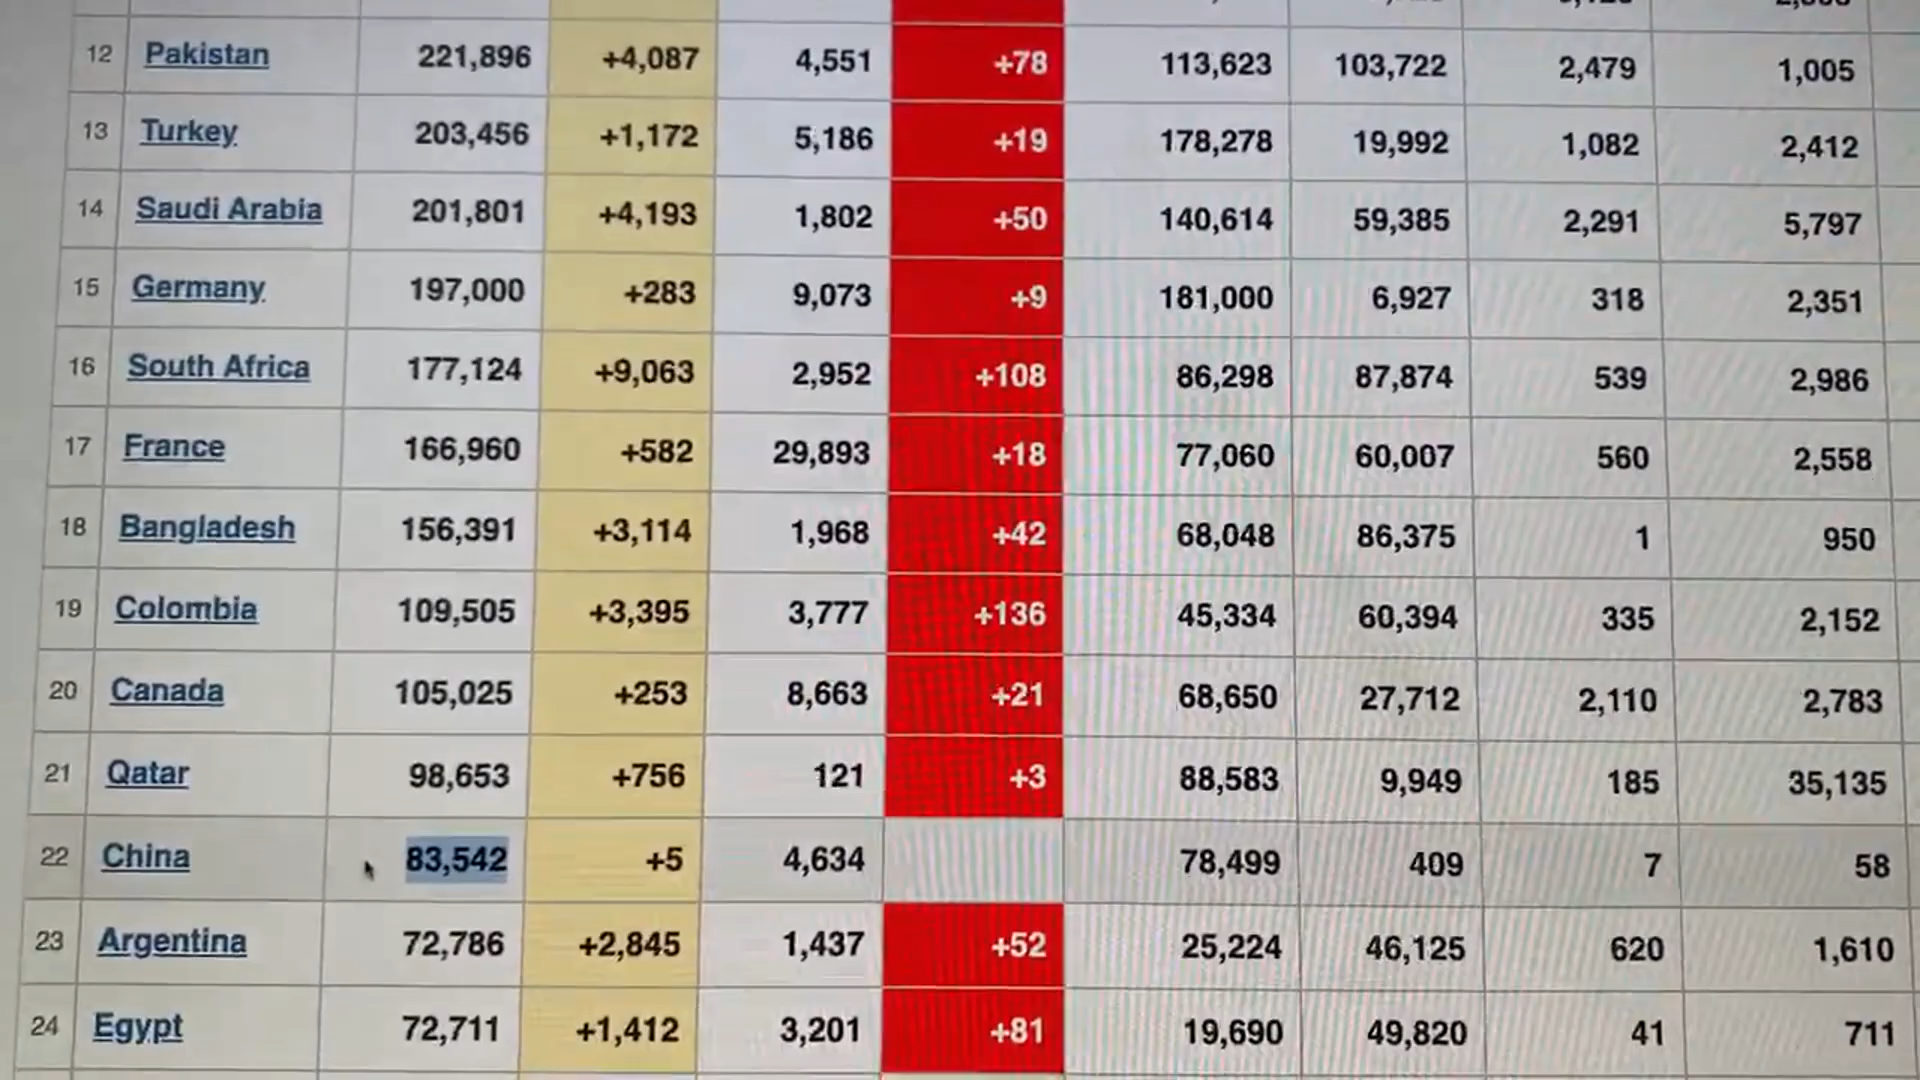 12 Pakistan 221,896 +4,087 4,551 +78 113,623 103,722 2,479 1,005
13 Turkey 203,456 +1,172 5,186 +19 178,278 19,992 1,082 2,412
14 Saudi Arabia 201,801 +4,193 1,802 +50 140,614 59,385 2,291 5,797
15 Germany 197,000 +283 9,073 +9 181,000 6,927 318 2,351
16 South Africa 177,124 +9,063 2,952 +108 86,298 87,874 539 2,986
17 France 166,960 +582 29,893 +18 77,060 60,007 560 2,558
18 Bangladesh 156,391 +3,114 1,968 +42 68,048 86,375 1 950
19 Colombia 109,505 +3,395 3,777 +136 45,334 60,394 335 2,152
20 Canada 105,025 +253 8,663 +21 68,650 27,712 2,110 2,783
21 Qatar 98,653 +756 121 +3 88,583 9,949 185 35,135
22 China 83,542 +5 4,634 78,499 409 7 58
23 Argentina 72,786 +2,845 1,437 +52 25,224 46,125 620 1,610
24 Egypt 72,711 +1,412 3,201 +81 19,690 49,820 41 711